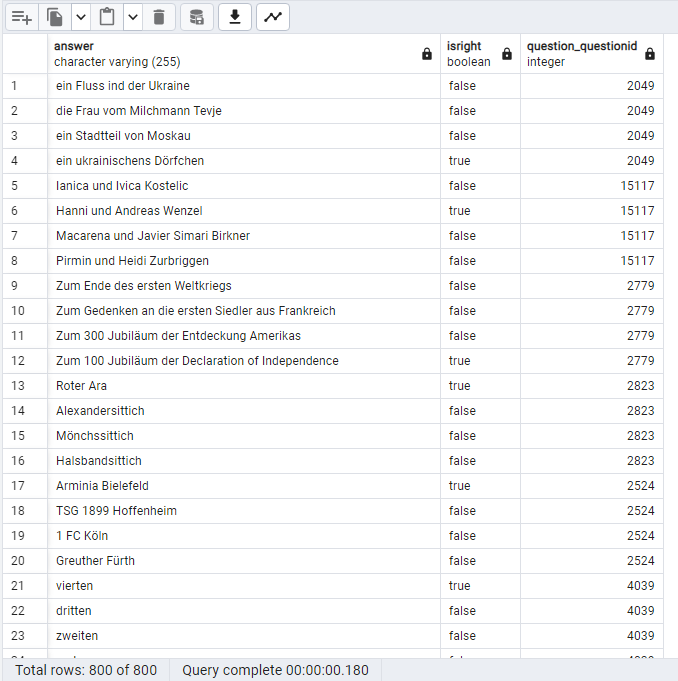 answer isright question_questionid
character varying (255) boolean integer
1 ein Fluss ind der Ukraine false 2049
2 die Frau vom Milchmann Tevje false 2049
3 ein Stadtteil von Moskau false 2049
4 ein ukrainischens Dörfchen true 2049
5 Ianica und Ivica Kostelic false 15117
6 Hanni und Andreas Wenzel true 15117
7 Macarena und Javier Simari Birkner false 15117
8 Pirmin und Heidi Zurbriggen false 15117
9 Zum Ende des ersten Weltkriegs false 2779
10 Zum Gedenken an die ersten Siedler aus Frankreich false 2779
11 Zum 300 Jubiläum der Entdeckung Amerikas false 2779
12 Zum 100 Jubiläum der Declaration of Independence true 2779
13 Roter Ara true 2823
14 Alexandersittich false 2823
15 Mönchssittich false 2823
16 Halsbandsittich false 2823
17 Arminia Bielefeld true 2524
18 TSG 1899 Hoffenheim false 2524
19 1 FC Köln false 2524
20 Greuther Fürth false 2524
21 vierten true 4039
22 dritten false 4039
23 zweiten false 4039
Total rows: 800 of 800 Query complete 00:00:00.180